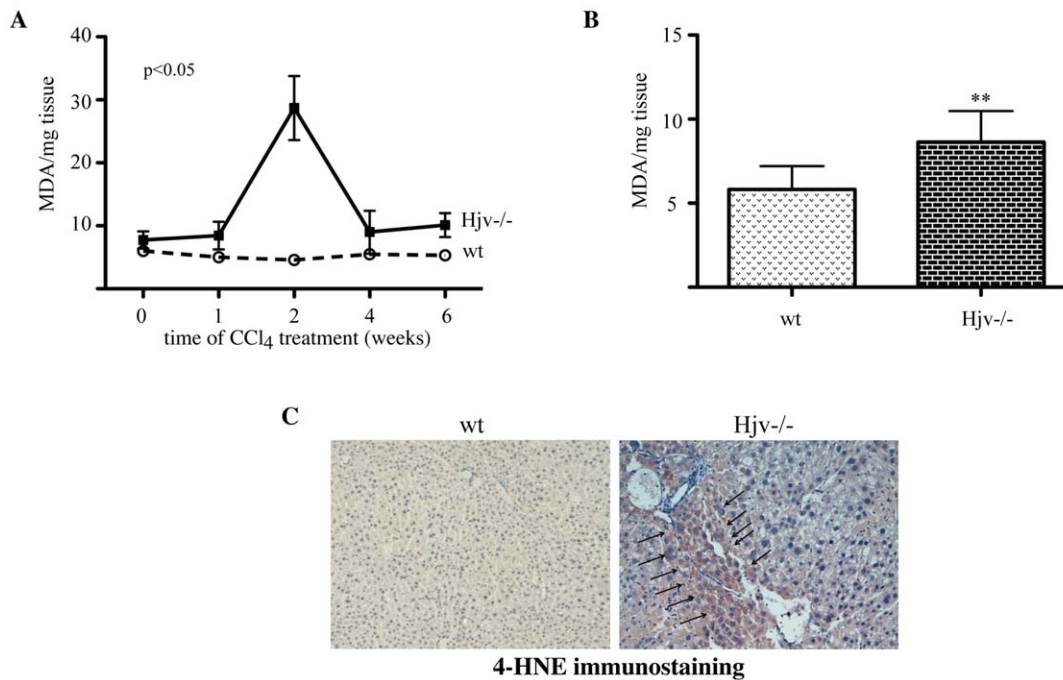 A
MDA/mg tissue
40
30
20
10
p<0.05
Hjv-/-
wt
0 1 2 4 6
time of CCl4 treatment (weeks)
B
MDA/mg tissue
15
10
5
**
wt Hjv-/-
C
wt Hjv-/-
4-HNE immunostaining